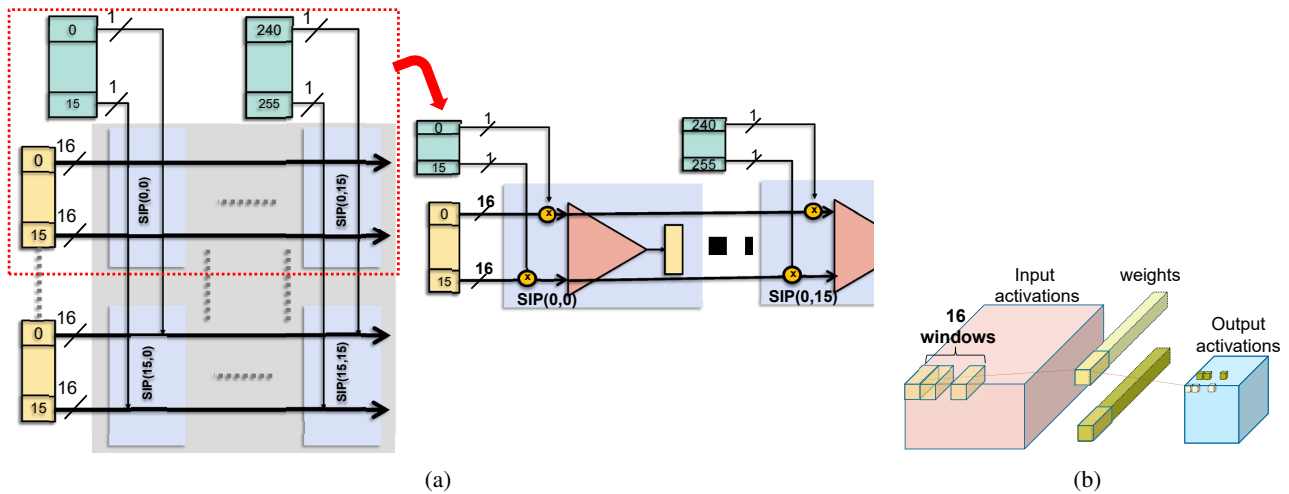 0
1
240
1
15
1
255
1
0
16
15
16
SIP(0,0)
SIP(0,15)
0
16
15
16
SIP(15,0)
SIP(15,15)
0
1
15
1
240
1
255
1
0
16
15
16
x
x
x
x
SIP(0,0)
SIP(0,15)
(a)
Input
activations
weights
16
windows
Output
activations
(b)